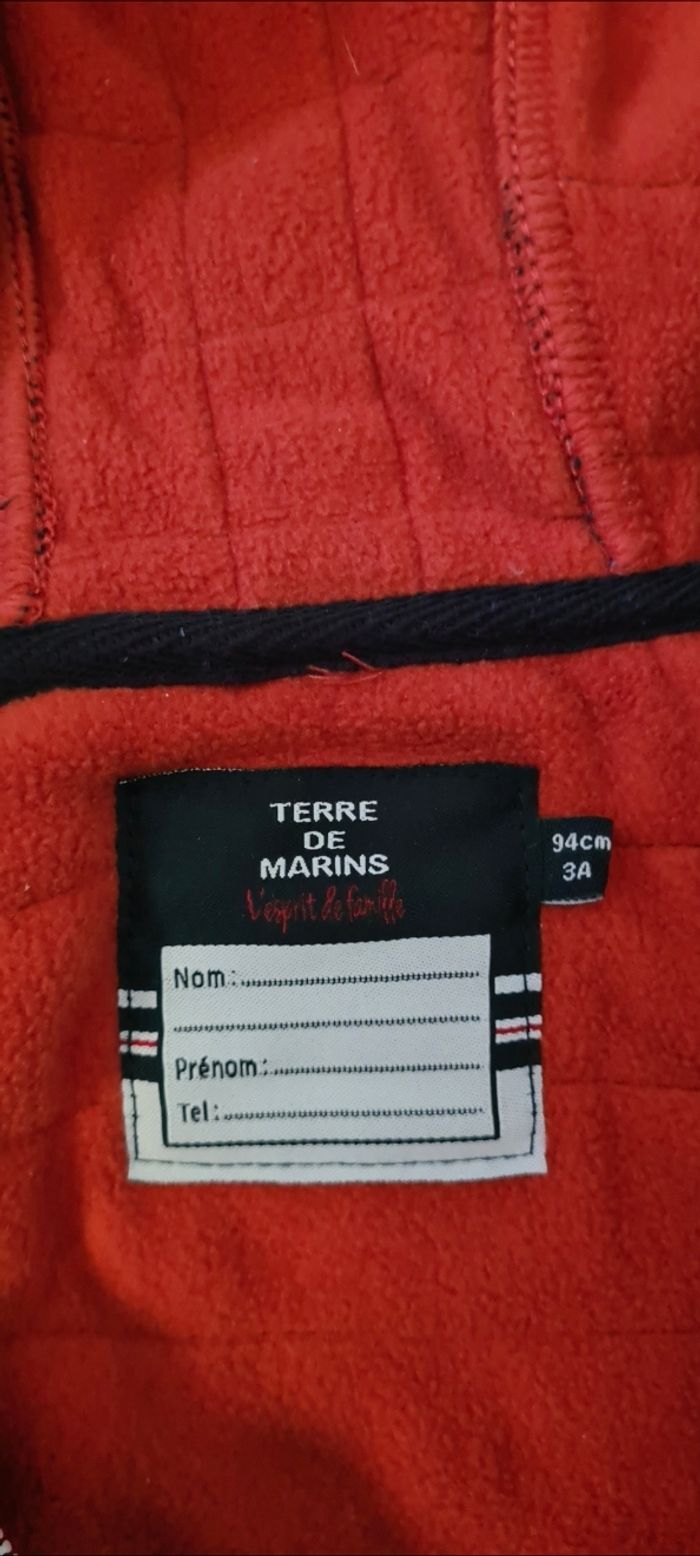 TERRE
DE
MARINS
L'esprit de famille
94cm
3A
Nom:
Prénom:
Tel: